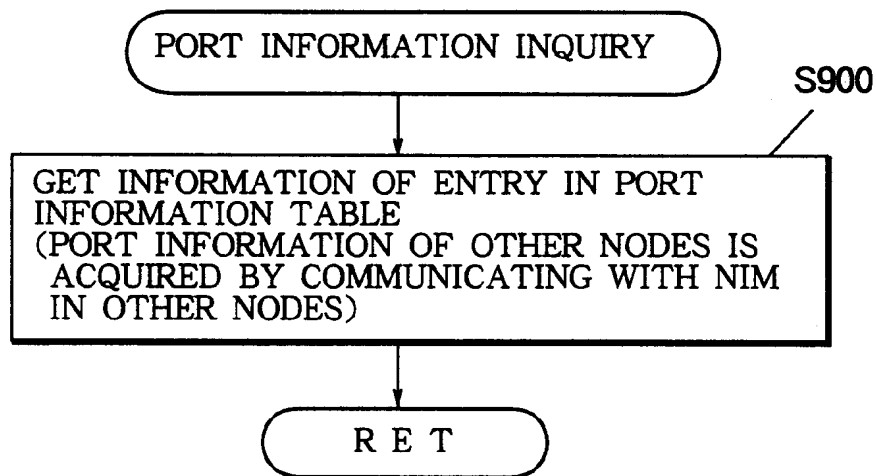 PORT INFORMATION INQUIRY
S900
GET INFORMATION OF ENTRY IN PORT
INFORMATION TABLE
(PORT INFORMATION OF OTHER NODES IS
ACQUIRED BY COMMUNICATING WITH NIM
IN OTHER NODES)
RET